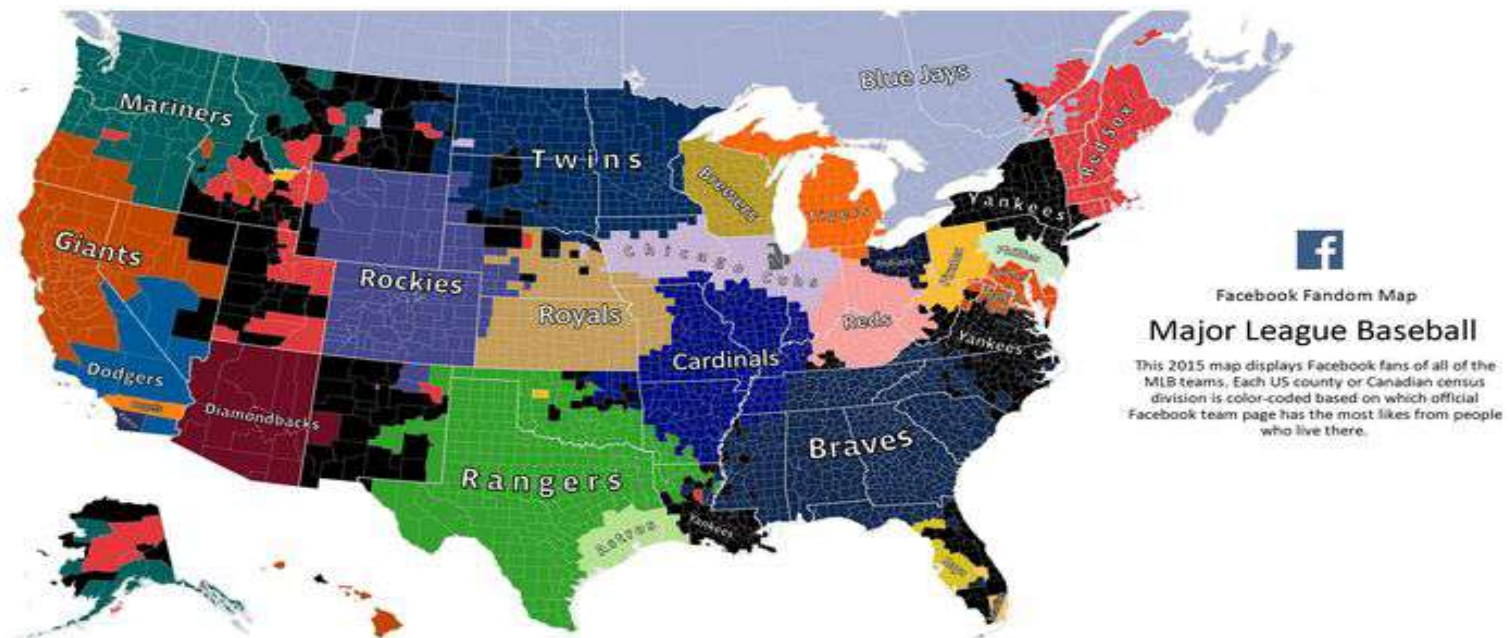 Blue Jays
Mariners
Red Sox
Twins
Brewers
Tigers
Yankees
Giants
Chicago Cubs
Rockies
Royals
Reds
Yankees
Cardinals
Dodgers
Diamondbacks
Braves
Rangers
Astros
Yankees
f
Facebook Fandom Map
Major League Baseball
This 2015 map displays Facebook fans of all of the
MLB teams. Each US county or Canadian census
division is color-coded based on which official
Facebook team page has the most likes from people
who live there.